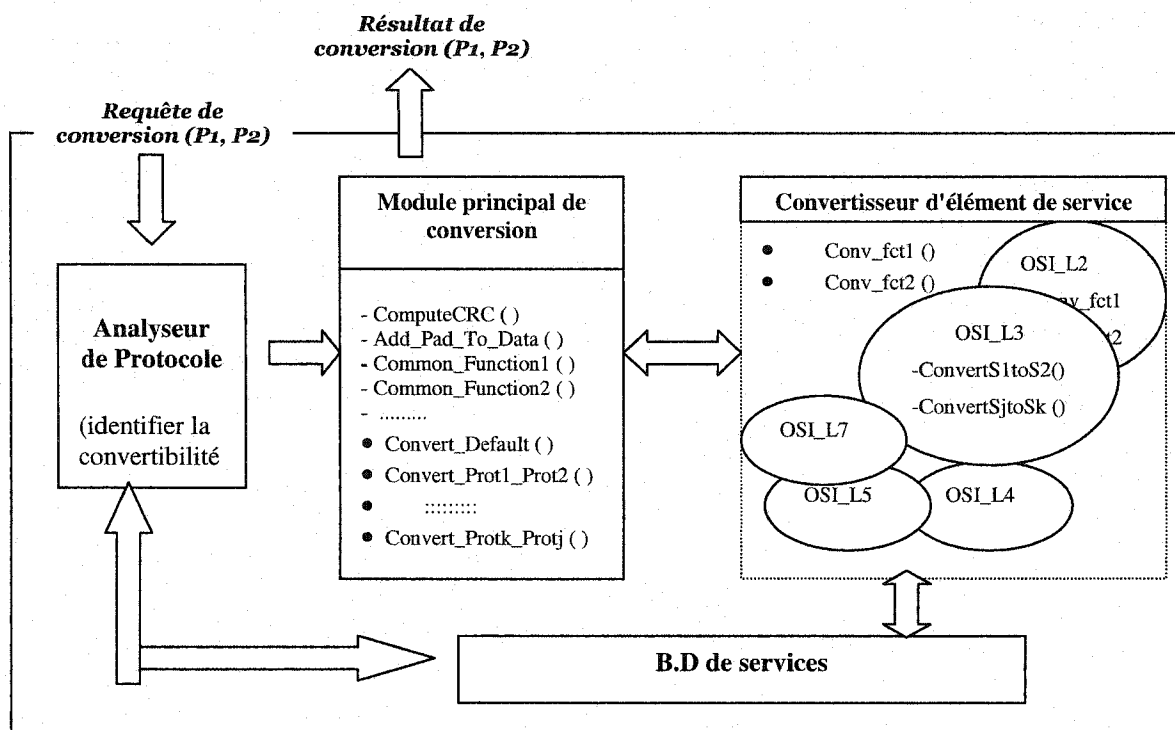 Résultat de
conversion (P1, P2)
Requête de
conversion (P1, P2)
Analyseur
de Protocole
(identifier la
convertibilité
Module principal de
conversion
- ComputeCRC ( )
- Add_Pad_To_Data ( )
- Common_Function1 ( )
- Common_Function2 ( )
- .........
• Convert_Default ( )
• Convert_Prot1_Prot2 ( )
• :::::::::
• Convert_Protk_Protj ( )
Convertisseur d'élément de service
• Conv_fct1 ()
• Conv_fct2 ()
OSI_L2
OSI_L3
-ConvertS1toS2()
-ConvertSjtoSk ()
OSI_L7
OSI_L5
OSI_L4
B.D de services